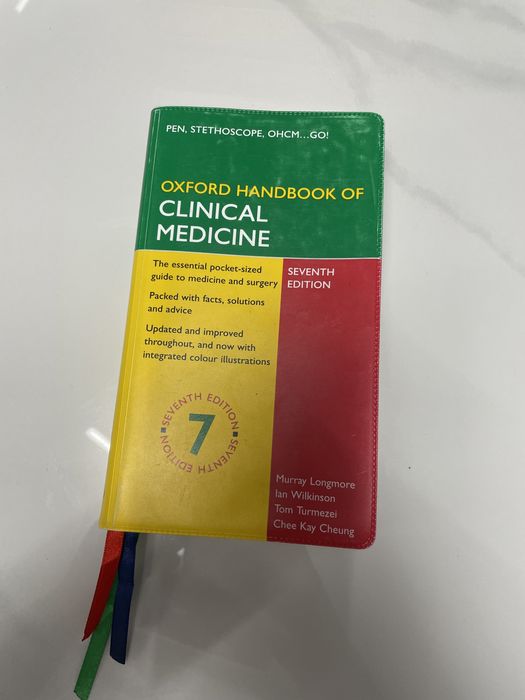 PEN, STETHOSCOPE, OHCM...GO!
OXFORD HANDBOOK OF
CLINICAL
MEDICINE
The essential pocket-sized
guide to medicine and surgery
Packed with facts, solutions
and advice
Updated and improved
throughout, and now with
integrated colour illustrations
SEVENTH
EDITION
SEVENTH EDITION
7
SEVENTH EDITION
Murray Longmore
Ian Wilkinson
Tom Turmezei
Chee Kay Cheung